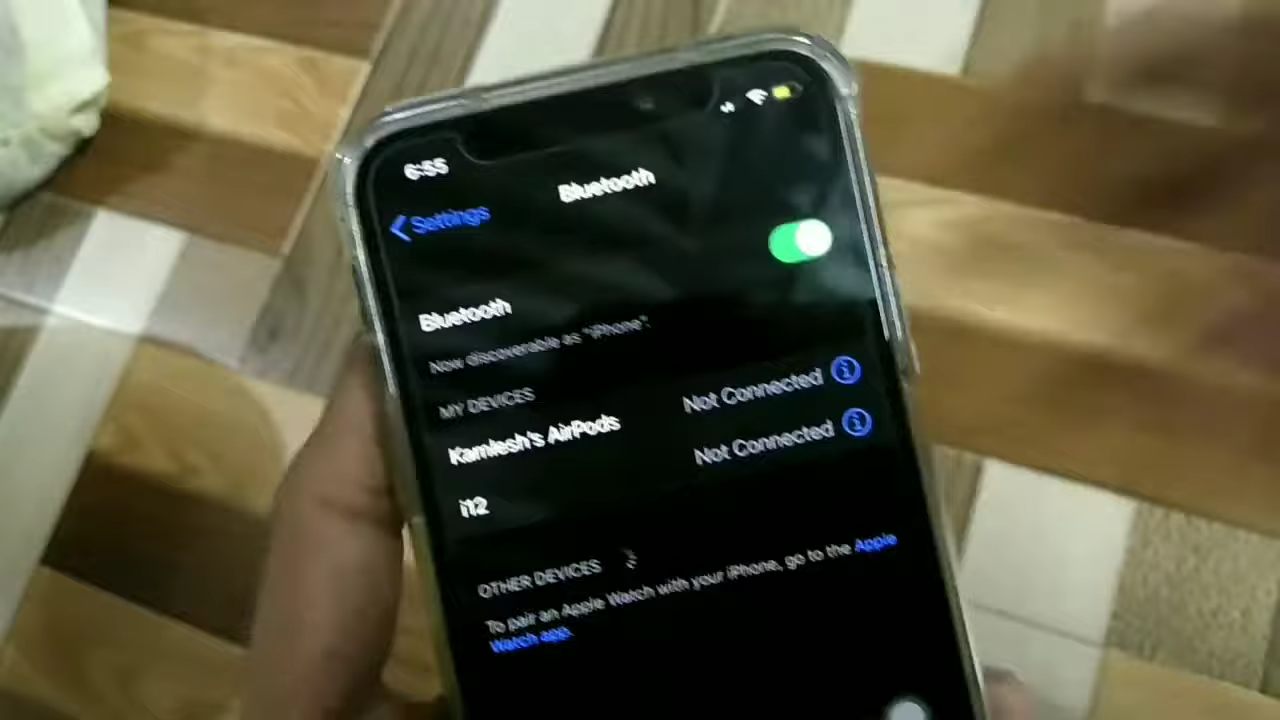 6:55
Settings
Bluetooth
Bluetooth
Now discoverable as "iPhone".
MY DEVICES
Kamlesh's AirPods Not Connected
i12 Not Connected
OTHER DEVICES
To pair an Apple Watch with your iPhone, go to the Apple
Watch app.